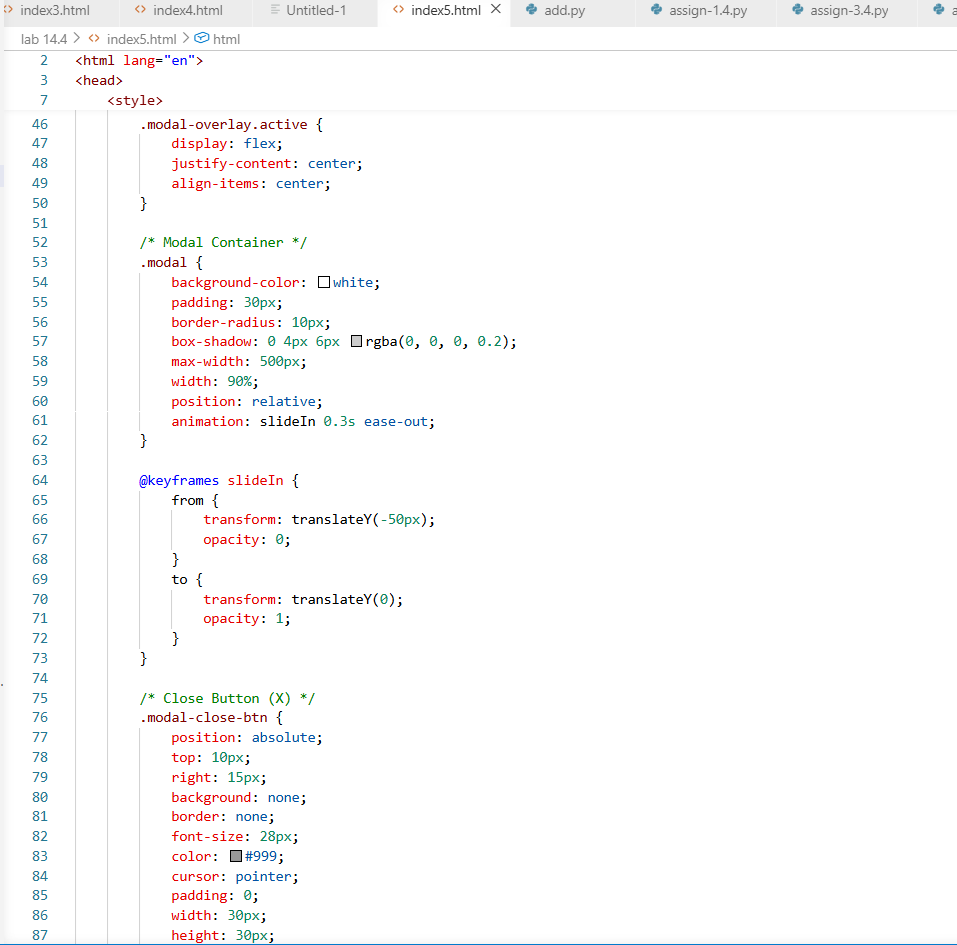 index3.html index4.html Untitled-1 index5.html add.py assign-1.4.py assign-3.4.py
lab 14.4 > index5.html > html
2 <html lang="en">
3 <head>
7 <style>
46 .modal-overlay.active {
47 display: flex;
48 justify-content: center;
49 align-items: center;
50 }
51
52 /* Modal Container */
53 .modal {
54 background-color: white;
55 padding: 30px;
56 border-radius: 10px;
57 box-shadow: 0 4px 6px rgba(0, 0, 0, 0.2);
58 max-width: 500px;
59 width: 90%;
60 position: relative;
61 animation: slideIn 0.3s ease-out;
62 }
63
64 @keyframes slideIn {
65 from {
66 transform: translateY(-50px);
67 opacity: 0;
68 }
69 to {
70 transform: translateY(0);
71 opacity: 1;
72 }
73 }
74
75 /* Close Button (X) */
76 .modal-close-btn {
77 position: absolute;
78 top: 10px;
79 right: 15px;
80 background: none;
81 border: none;
82 font-size: 28px;
83 color: #999;
84 cursor: pointer;
85 padding: 0;
86 width: 30px;
87 height: 30px;